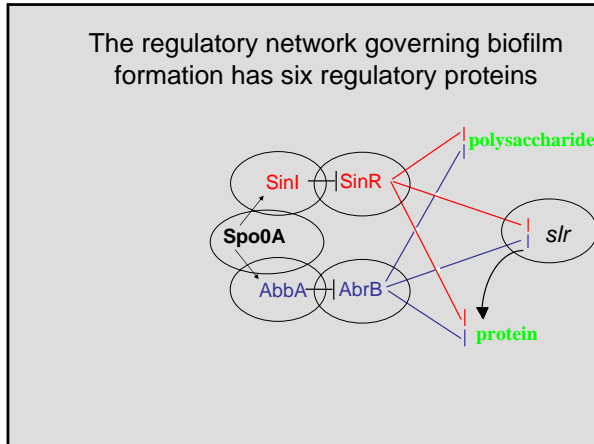 The regulatory network governing biofilm
formation has six regulatory proteins
polysaccharide
SinI SinR
slr
Spo0A
AbbA AbrB
protein